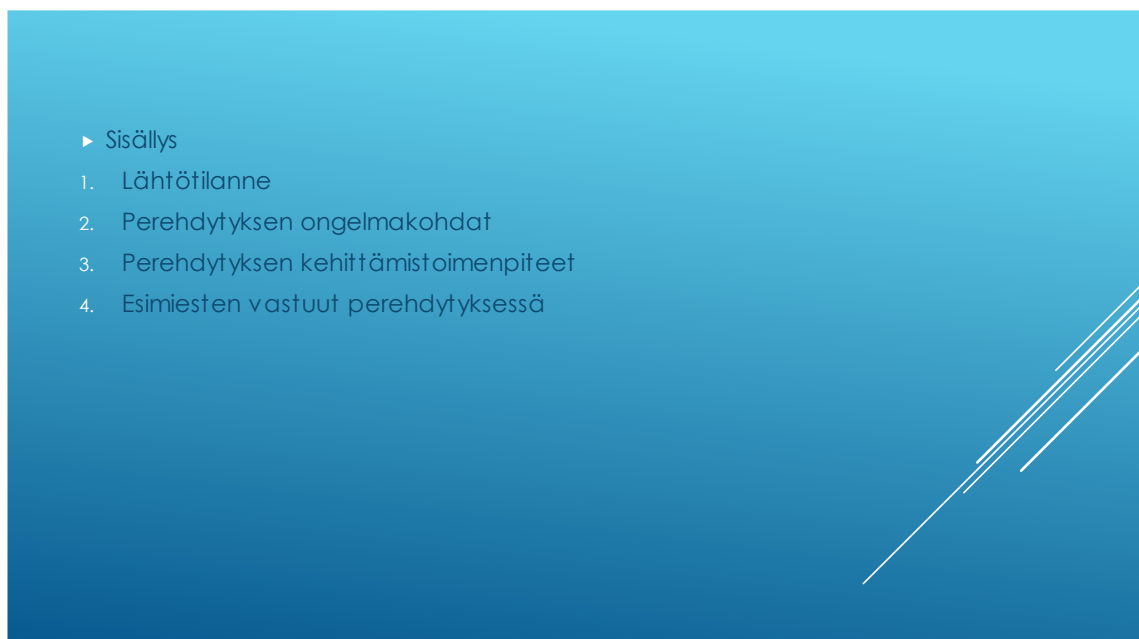 ▶ Sisällys
1. Lähtötilanne
2. Perehdytyksen ongelmakohdat
3. Perehdytyksen kehittämistoimenpiteet
4. Esimiesten vastuut perehdytyksessä